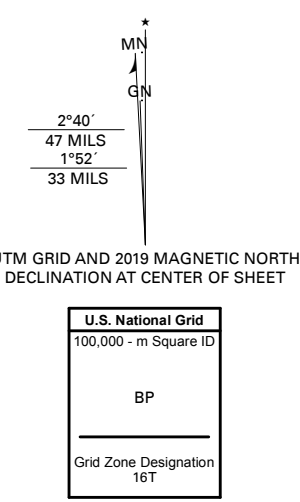 ★
MN
GN
2°40´
47 MILS
1°52´
33 MILS
UTM GRID AND 2019 MAGNETIC NORTH
DECLINATION AT CENTER OF SHEET
U.S. National Grid
100,000 - m Square ID
BP
Grid Zone Designation
16T